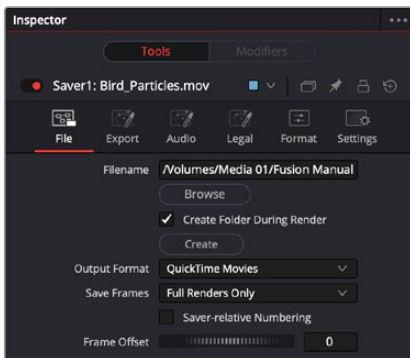 Inspector
Tools Modifiers
Saver1: Bird_Particles.mov
File Export Audio Legal Format Settings
Filename /Volumes/Media 01/Fusion Manual
Browse
Create Folder During Render
Create
Output Format QuickTime Movies
Save Frames Full Renders Only
Saver-relative Numbering
Frame Offset 0